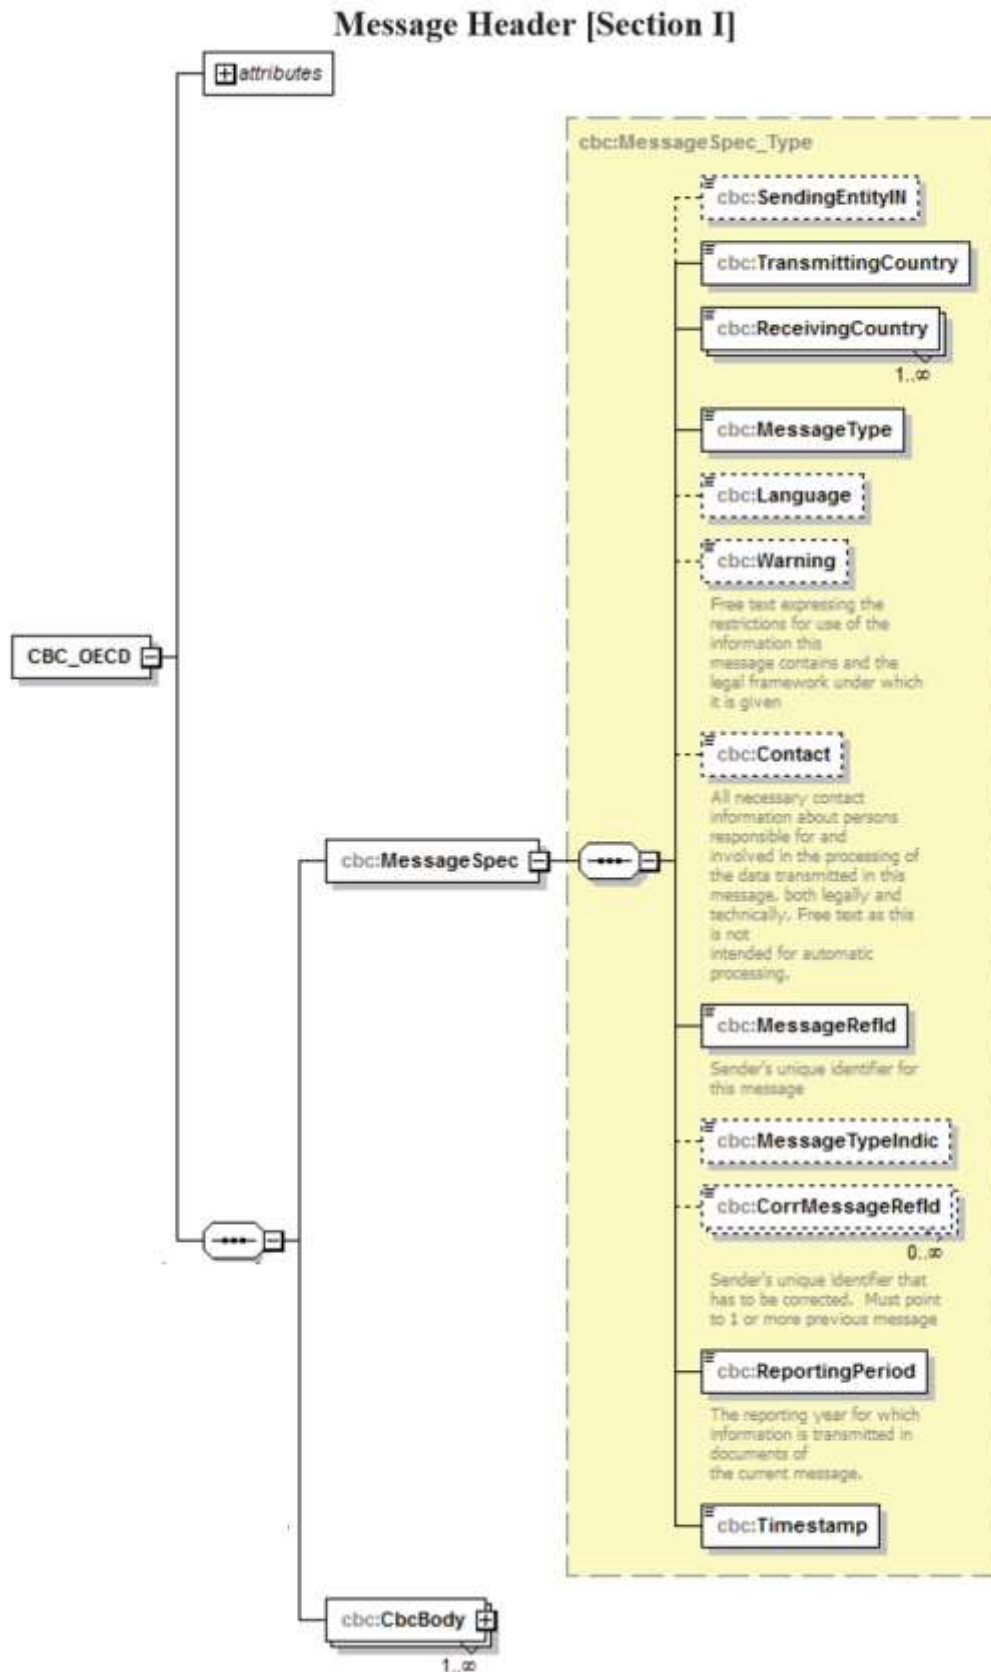 Message Header [Section I]
attributes
cbc:MessageSpec_Type
cbc:SendingEntityIN
cbc:TransmittingCountry
cbc:ReceivingCountry
1..∞
cbc:MessageType
cbc:Language
cbc:Warning
Free text expressing the
restrictions for use of the
information this
message contains and the
legal framework under which
it is given
CBC_OECD
cbc:Contact
All necessary contact
information about persons
responsible for and
involved in the processing of
the data transmitted in this
message, both legally and
technically. Free text as this
is not
intended for automatic
processing.
cbc:MessageSpec
cbc:MessageRefId
Sender's unique identifier for
this message
cbc:MessageTypeIndic
cbc:CorrMessageRefId
0..∞
Sender's unique identifier that
has to be corrected. Must point
to 1 or more previous message
cbc:ReportingPeriod
The reporting year for which
information is transmitted in
documents of
the current message.
cbc:Timestamp
cbc:CbcBody
1..∞